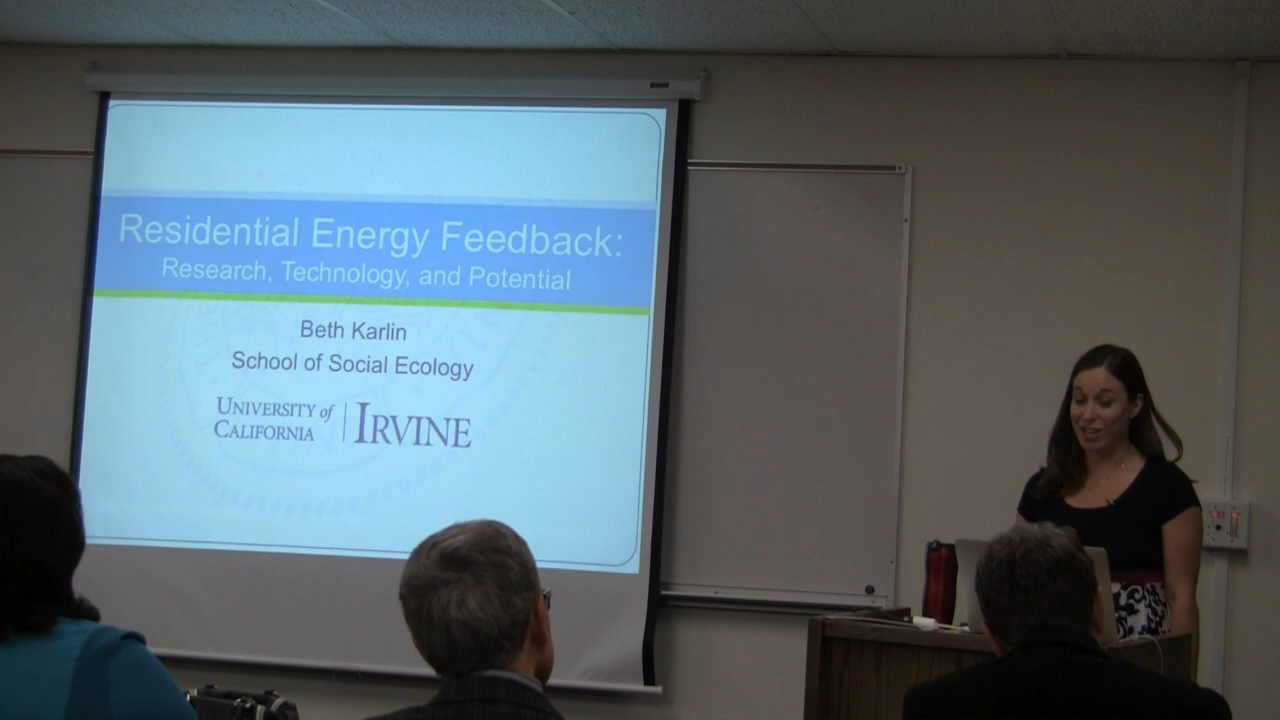 Residential Energy Feedback:
Research, Technology, and Potential
Beth Karlin
School of Social Ecology
UNIVERSITY of
CALIFORNIA
IRVINE